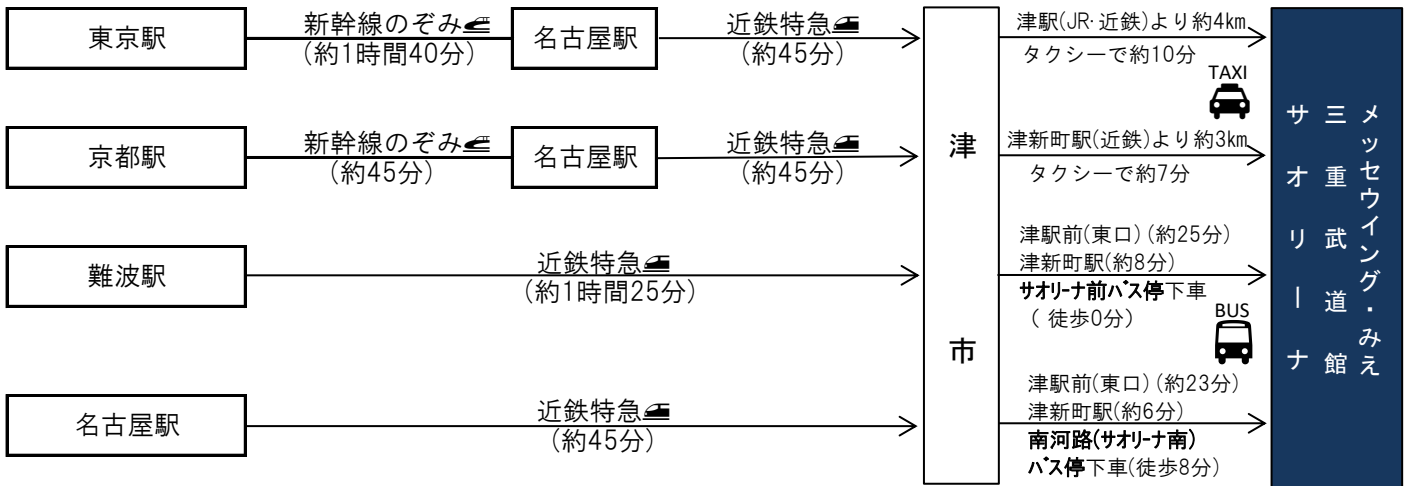 東京駅
新幹線のぞみ
(約1時間40分)
名古屋駅
近鉄特急
(約45分)
京都駅
新幹線のぞみ
(約45分)
名古屋駅
近鉄特急
(約45分)
難波駅
近鉄特急
(約1時間25分)
名古屋駅
近鉄特急
(約45分)
津市
津駅(JR・近鉄)より約4km
タクシーで約10分
TAXI
津新町駅(近鉄)より約3km
タクシーで約7分
津駅前(東口)(約25分)
津新町駅(約8分)
サオリーナ前バス停下車
( 徒歩0分)
BUS
津駅前(東口)(約23分)
津新町駅(約6分)
南河路(サオリーナ南)
バス停下車(徒歩8分)
メッセウイング・みえ
三重武道館
サオリーナ